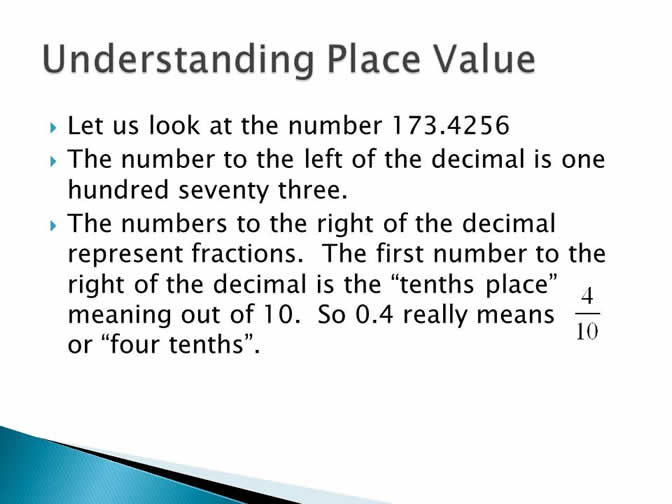 Understanding Place Value
Let us look at the number 173.4256
The number to the left of the decimal is one
hundred seventy three.
The numbers to the right of the decimal
represent fractions.  The first number to the
right of the decimal is the “tenths place”
meaning out of 10.  So 0.4 really means 4/10
or “four tenths”.